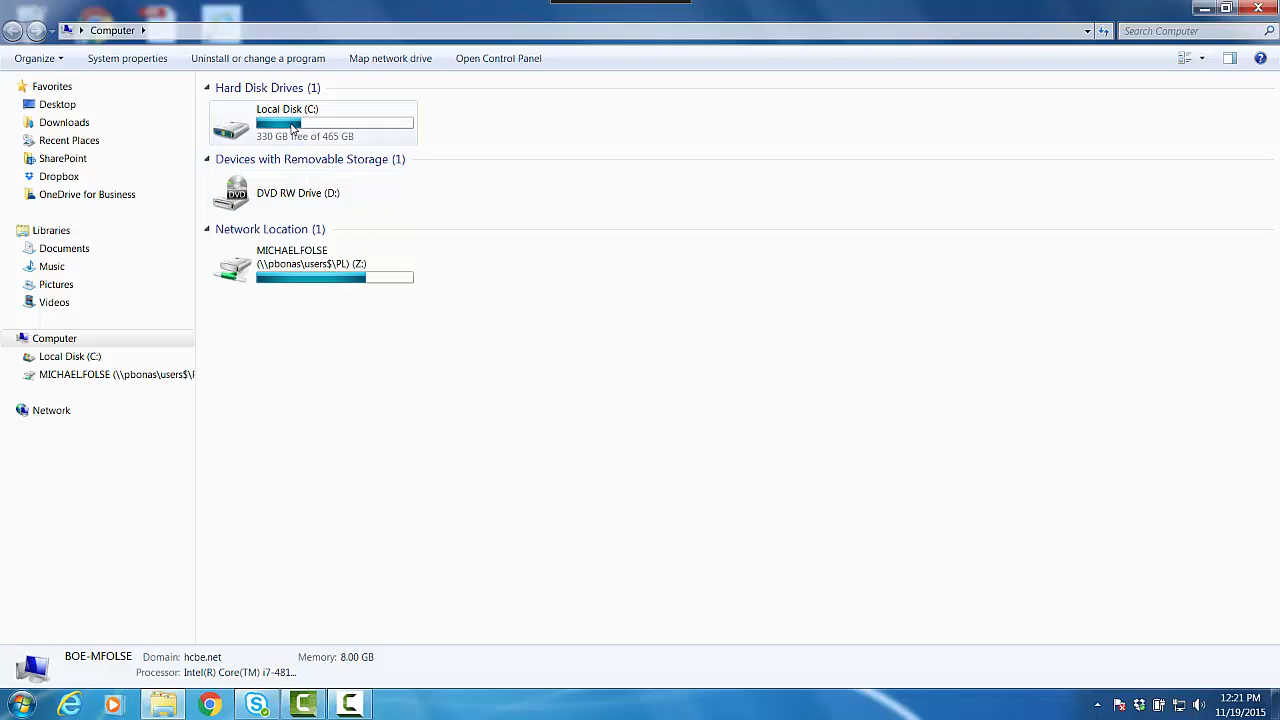 Computer
Search Computer
Organize
System properties
Uninstall or change a program
Map network drive
Open Control Panel
Favorites
Desktop
Downloads
Recent Places
SharePoint
Dropbox
OneDrive for Business
Libraries
Documents
Music
Pictures
Videos
Computer
Local Disk (C:)
MICHAEL.FOLSE (\\pbonas\users$\
Network
Hard Disk Drives (1)
Local Disk (C:)
330 GB free of 465 GB
Devices with Removable Storage (1)
DVD
DVD RW Drive (D:)
Network Location (1)
MICHAEL.FOLSE
(\\pbonas\users$\PL) (Z:)
BOE-MFOLSE
Domain: hcbe.net
Memory: 8.00 GB
Processor: Intel(R) Core(TM) i7-481...
12:21 PM
11/19/2015